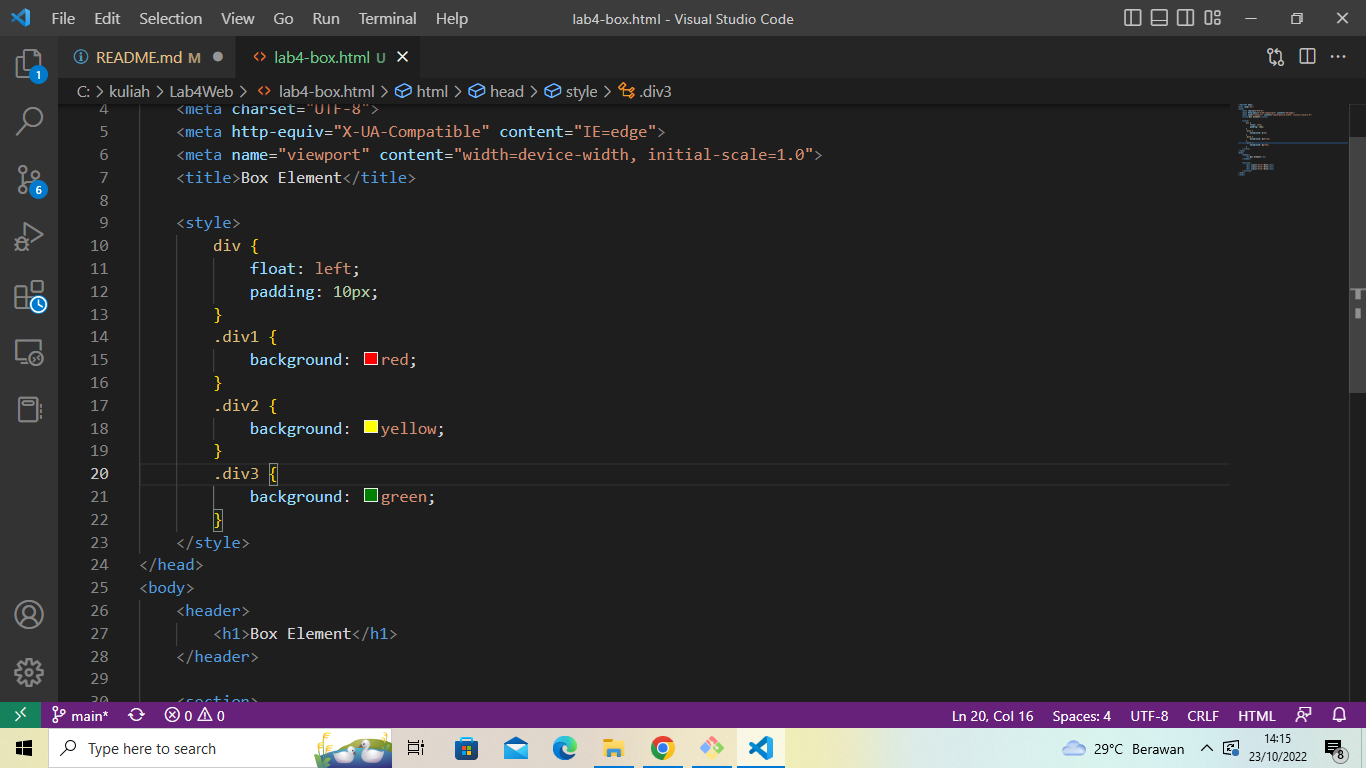 File Edit Selection View Go Run Terminal Help lab4-box.html - Visual Studio Code
README.md M lab4-box.html U
C: > kuliah > Lab4Web > lab4-box.html > html > head > style > .div3
4 <meta charset="UTF-8">
5 <meta http-equiv="X-UA-Compatible" content="IE=edge">
6 <meta name="viewport" content="width=device-width, initial-scale=1.0">
7 <title>Box Element</title>
8
9 <style>
10 div {
11 float: left;
12 padding: 10px;
13 }
14 .div1 {
15 background: red;
16 }
17 .div2 {
18 background: yellow;
19 }
20 .div3 {
21 background: green;
22 }
23 </style>
24 </head>
25 <body>
26 <header>
27 <h1>Box Element</h1>
28 </header>
29
30 <section>
1
6
main* 0 0 Ln 20, Col 16 Spaces: 4 UTF-8 CRLF HTML
Type here to search 29°C Berawan 14:15
23/10/2022 8